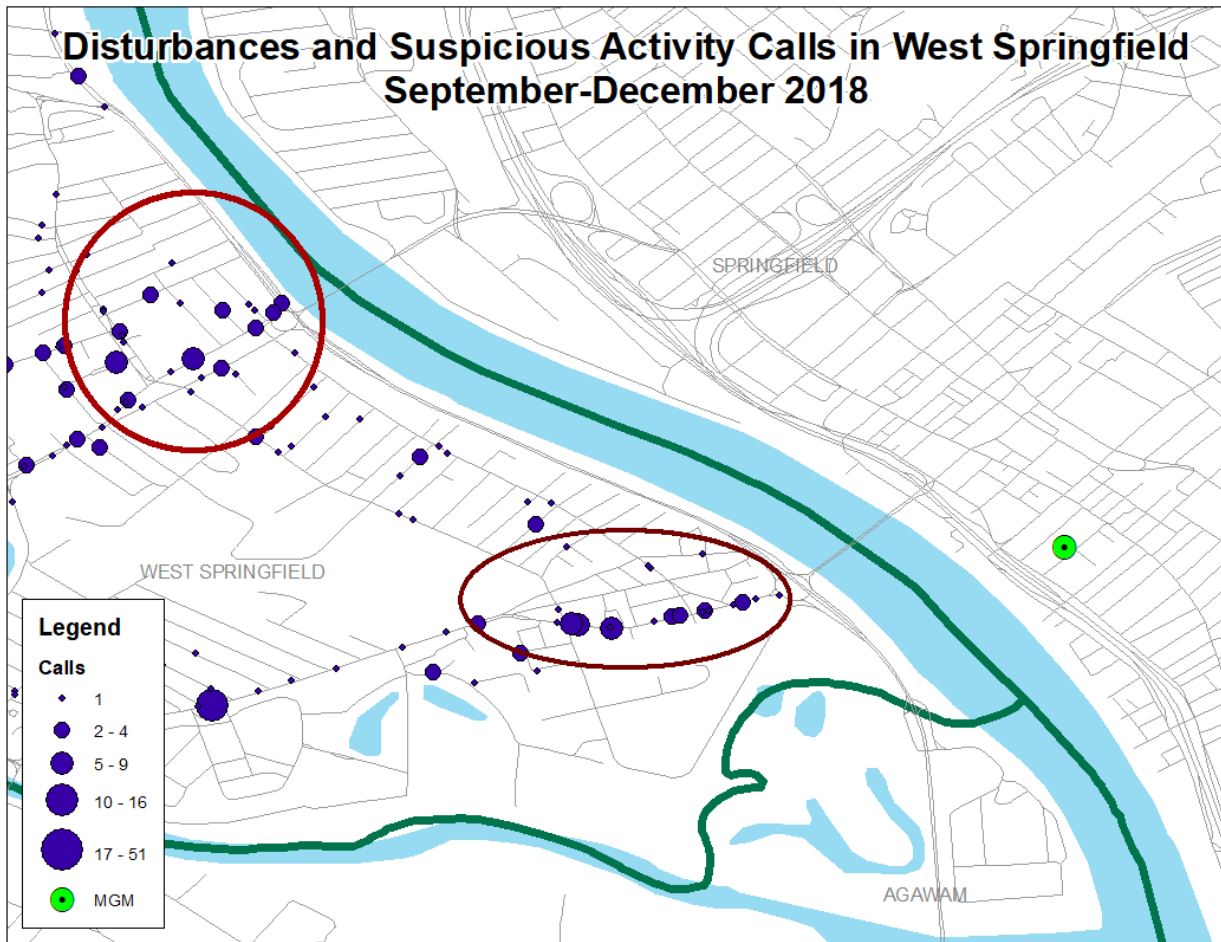 Disturbances and Suspicious Activity Calls in West Springfield
September-December 2018
SPRINGFIELD
WEST SPRINGFIELD
Legend
Calls
1
2 - 4
5 - 9
10 - 16
17 - 51
MGM
AGAWAM